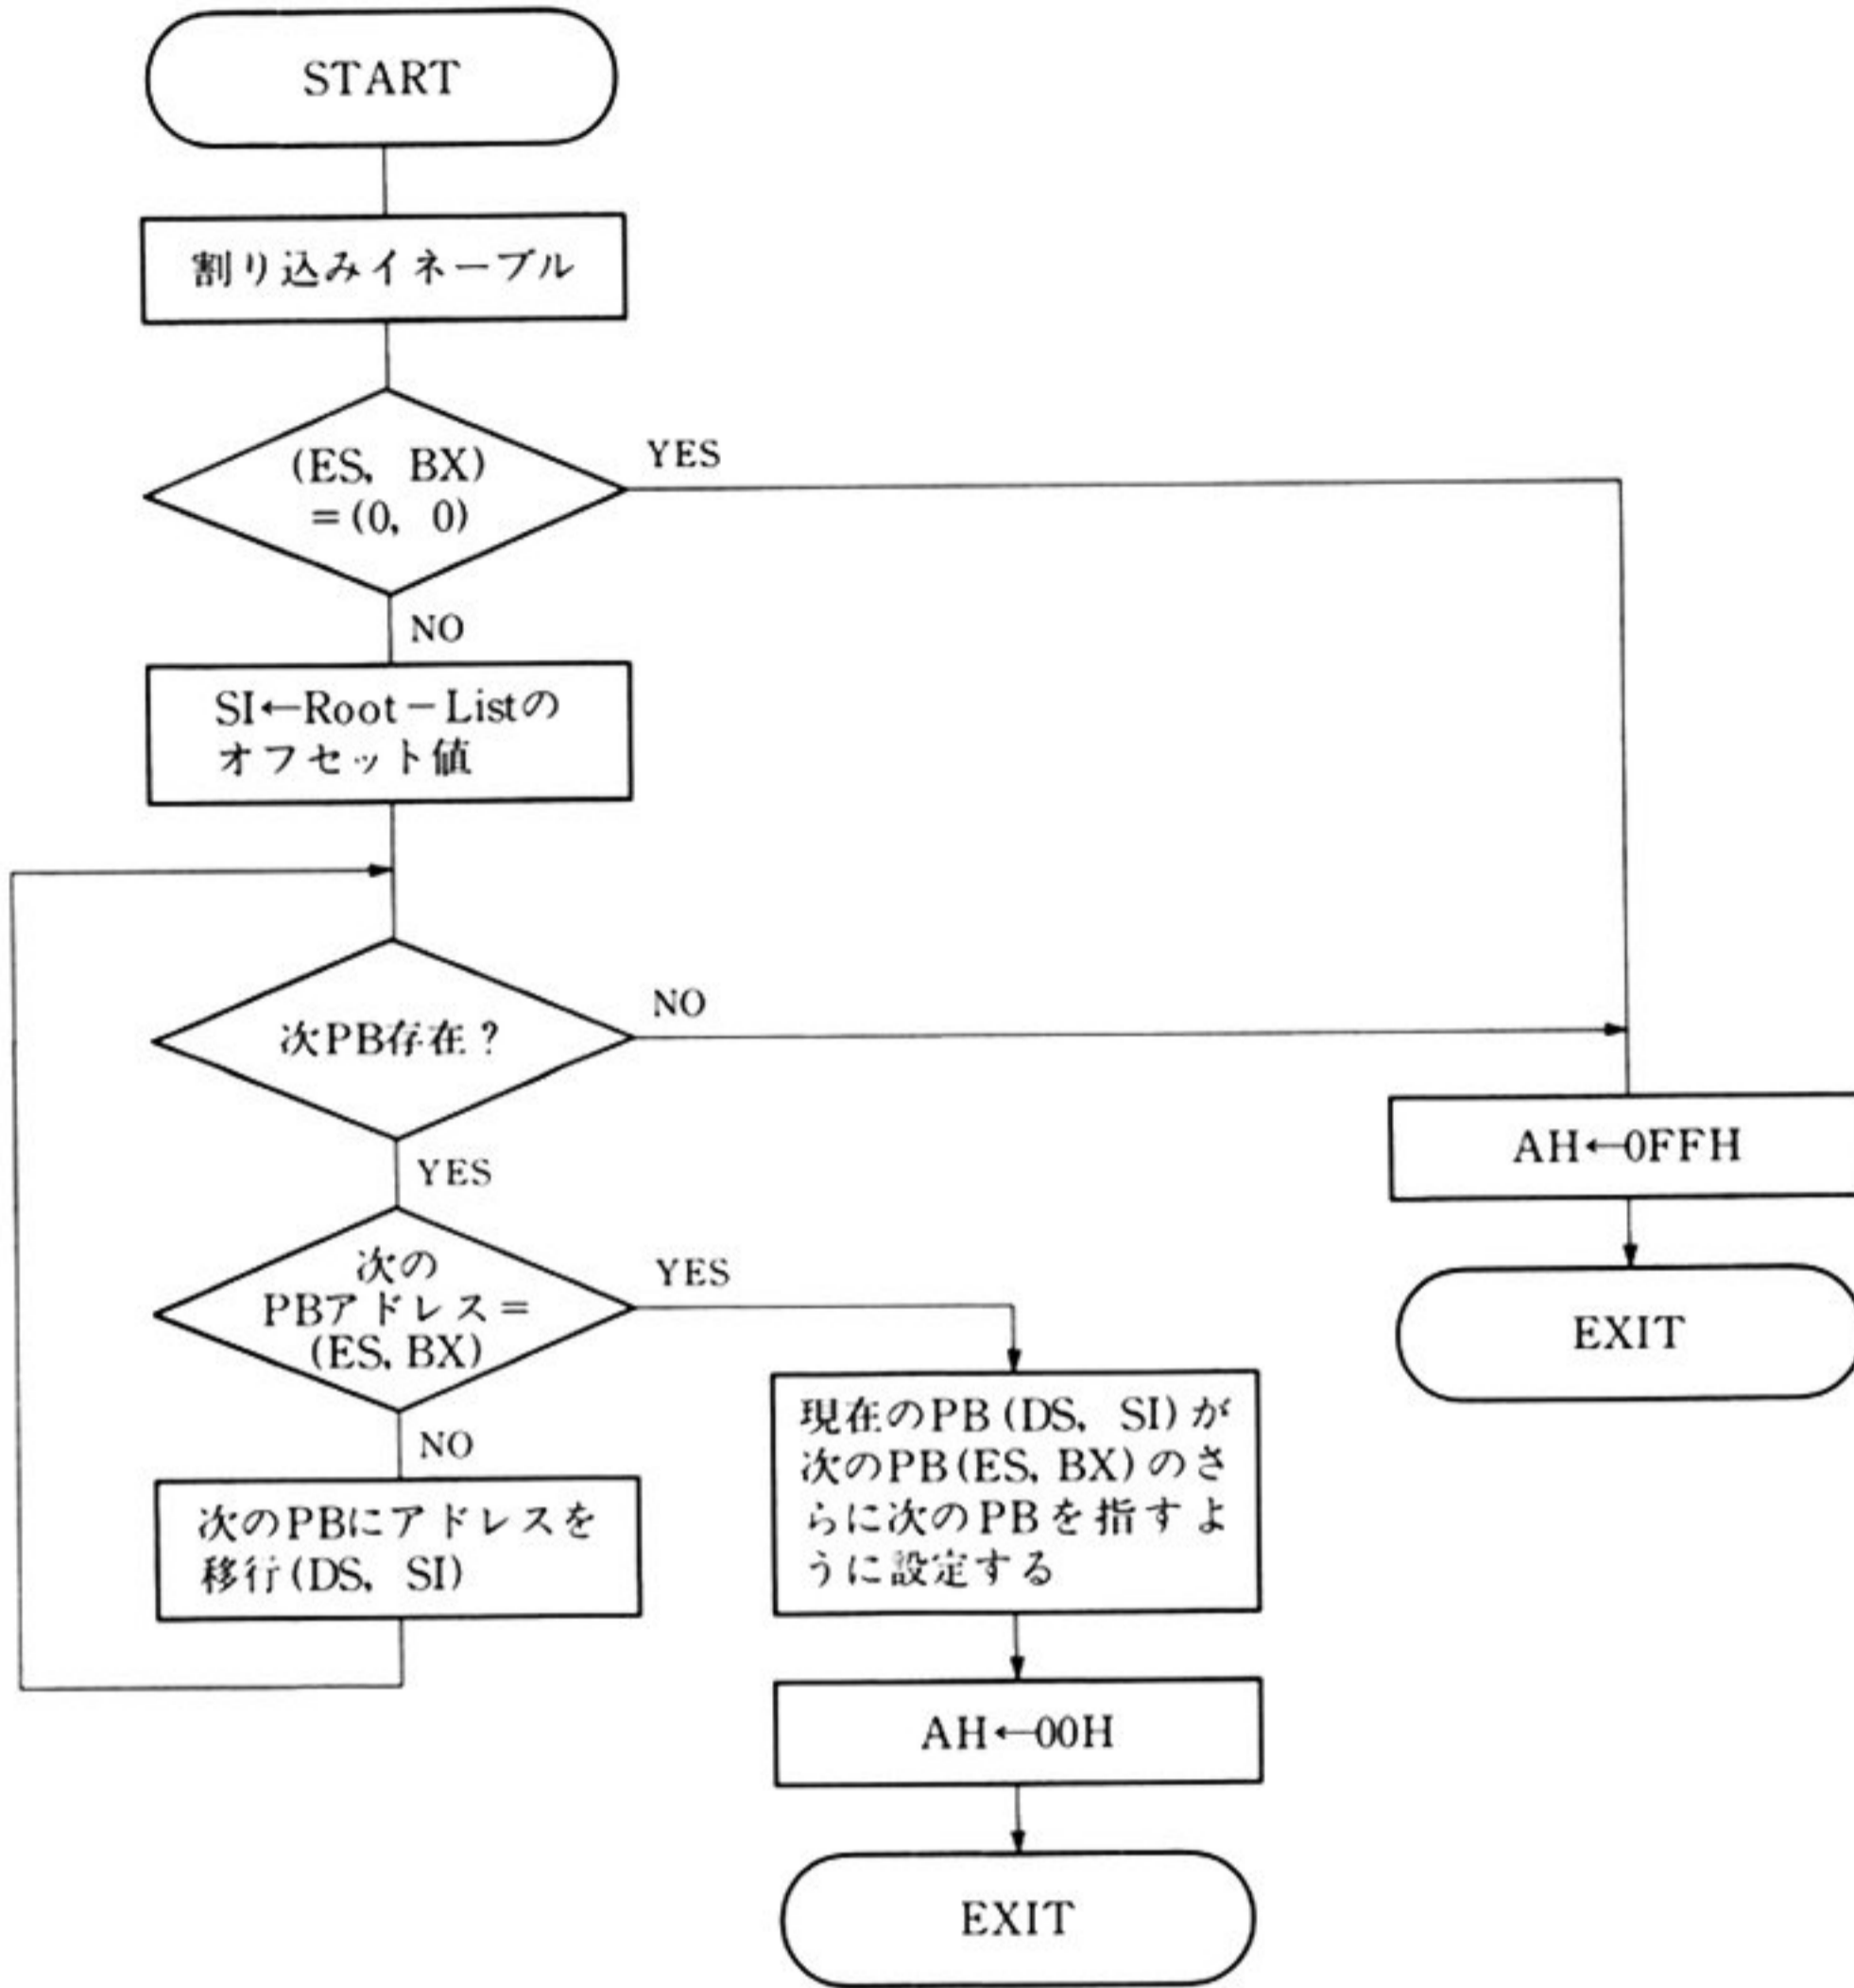 START
割り込みイネーブル
(ES, BX)
=(0, 0)
YES
NO
SI←Root-Listの
オフセット値
次PB存在?
NO
YES
次の
PBアドレス=
(ES, BX)
YES
NO
次のPBにアドレスを
移行(DS, SI)
現在のPB(DS, SI)が
次のPB(ES, BX)のさ
らに次のPBを指すよ
うに設定する
AH←00H
EXIT
AH←0FFH
EXIT